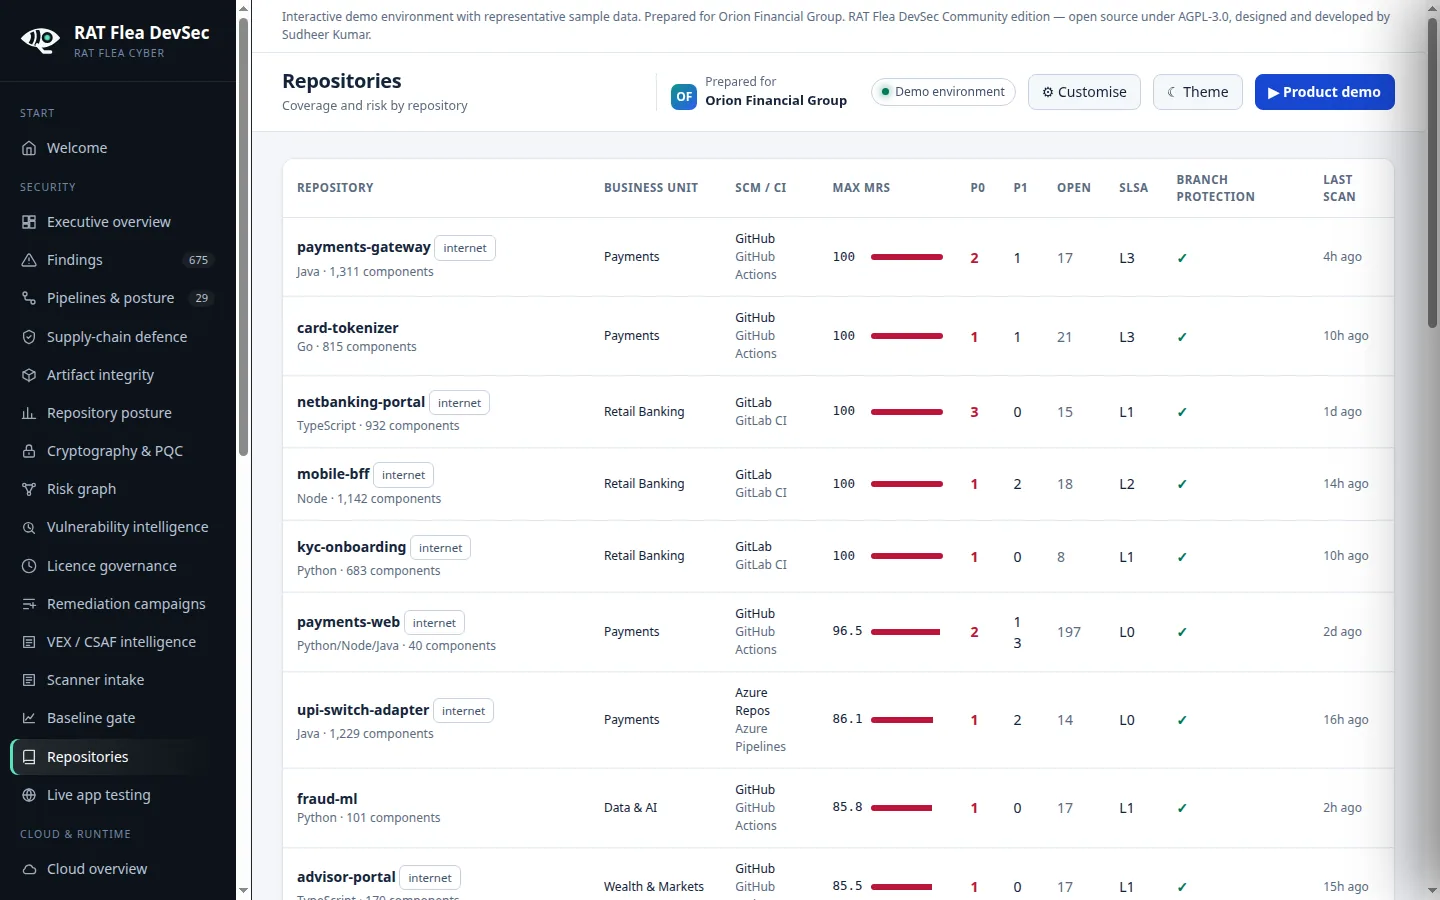 RAT Flea DevSec
RAT FLEA CYBER
START
Welcome
SECURITY
Executive overview
Findings 675
Pipelines & posture 29
Supply-chain defence
Artifact integrity
Repository posture
Cryptography & PQC
Risk graph
Vulnerability intelligence
Licence governance
Remediation campaigns
VEX / CSAF intelligence
Scanner intake
Baseline gate
Repositories
Live app testing
CLOUD & RUNTIME
Cloud overview
Interactive demo environment with representative sample data. Prepared for Orion Financial Group. RAT Flea DevSec Community edition — open source under AGPL-3.0, designed and developed by
Sudheer Kumar.
Repositories
Coverage and risk by repository
OF
Prepared for
Orion Financial Group
Demo environment
⚙ Customise
☾ Theme
▶ Product demo
REPOSITORY BUSINESS UNIT SCM / CI MAX MRS P0 P1 OPEN SLSA BRANCH PROTECTION LAST SCAN
payments-gateway internet
Java · 1,311 components
Payments
GitHub
GitHub
Actions
100 2 1 17 L3 ✓ 4h ago
card-tokenizer
Go · 815 components
Payments
GitHub
GitHub
Actions
100 1 1 21 L3 ✓ 10h ago
netbanking-portal internet
TypeScript · 932 components
Retail Banking
GitLab
GitLab CI
100 3 0 15 L1 ✓ 1d ago
mobile-bff internet
Node · 1,142 components
Retail Banking
GitLab
GitLab CI
100 1 2 18 L2 ✓ 14h ago
kyc-onboarding internet
Python · 683 components
Retail Banking
GitLab
GitLab CI
100 1 0 8 L1 ✓ 10h ago
payments-web internet
Python/Node/Java · 40 components
Payments
GitHub
GitHub
Actions
96.5 2 13 197 L0 ✓ 2d ago
upi-switch-adapter internet
Java · 1,229 components
Payments
Azure
Repos
Azure
Pipelines
86.1 1 2 14 L0 ✓ 16h ago
fraud-ml
Python · 101 components
Data & AI
GitHub
GitHub
Actions
85.8 1 0 17 L1 ✓ 2h ago
advisor-portal internet
TypeScript · 170 components
Wealth & Markets
GitHub
GitHub
85.5 1 0 17 L1 ✓ 15h ago